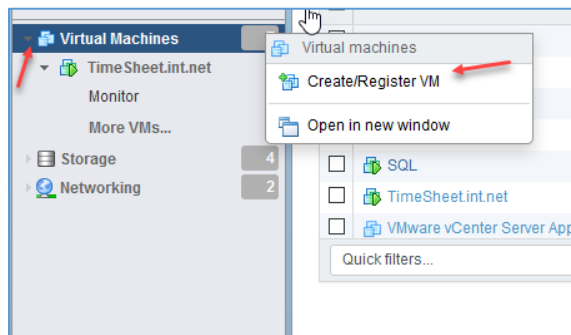 Virtual Machines
TimeSheet.int.net
Monitor
More VMs...
Storage
4
Networking
2
Virtual machines
Create/Register VM
Open in new window
SQL
TimeSheet.int.net
VMware vCenter Server App
Quick filters...